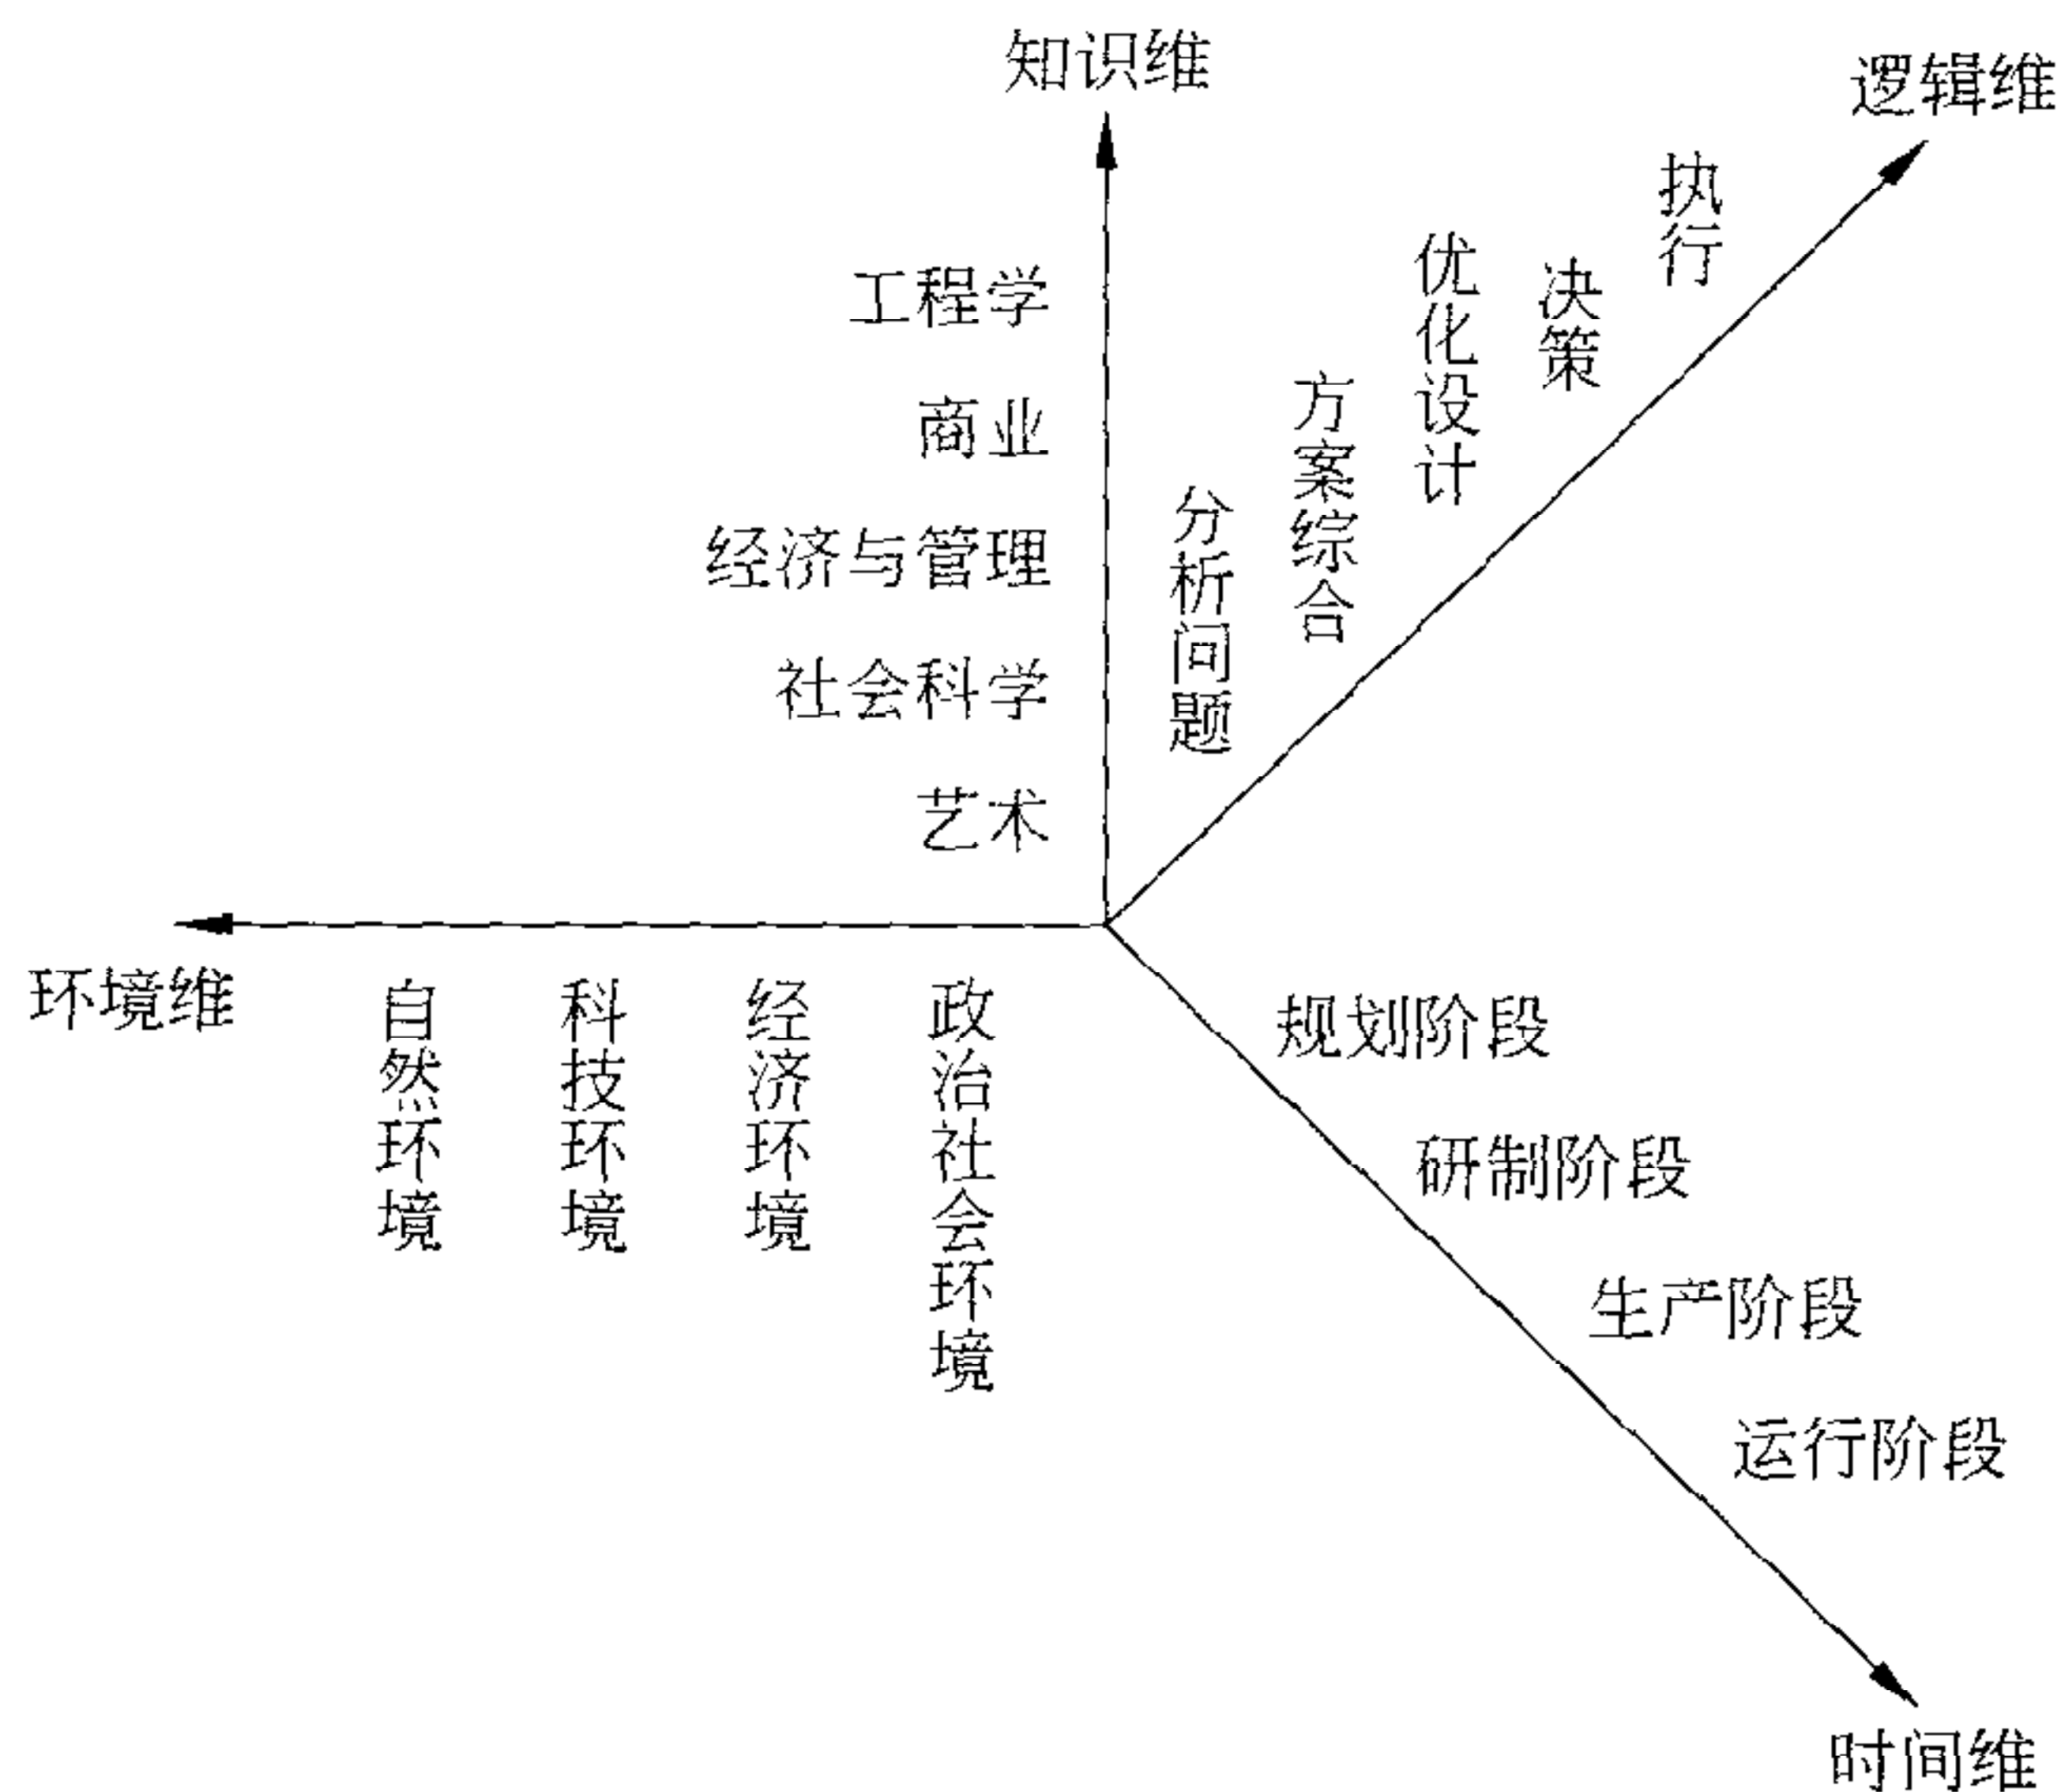 知识维
逻辑维
工程学
商业
经济与管理
社会科学
艺术
分析问题
方案综合
优化设计
决策
执行
环境维
自然环境
科技环境
经济环境
政治社会环境
规划阶段
研制阶段
生产阶段
运行阶段
时间维